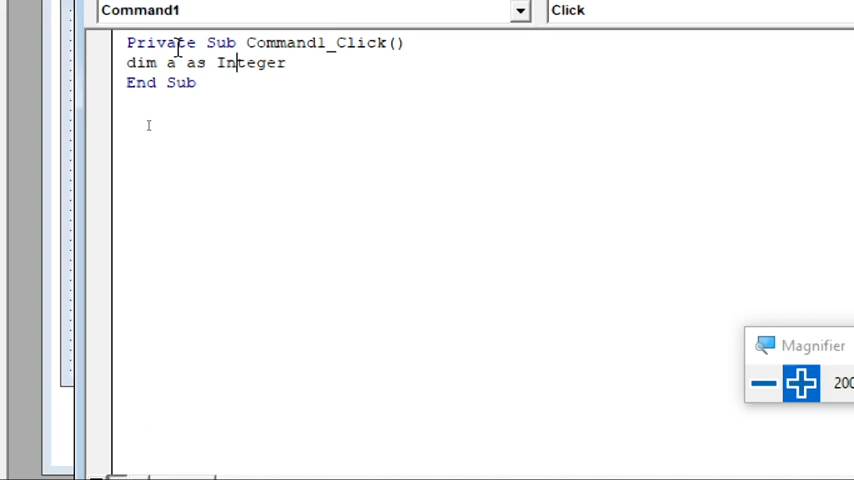 Command1
Click
Private Sub Command1_Click()
dim a as Integer
End Sub
Magnifier
200